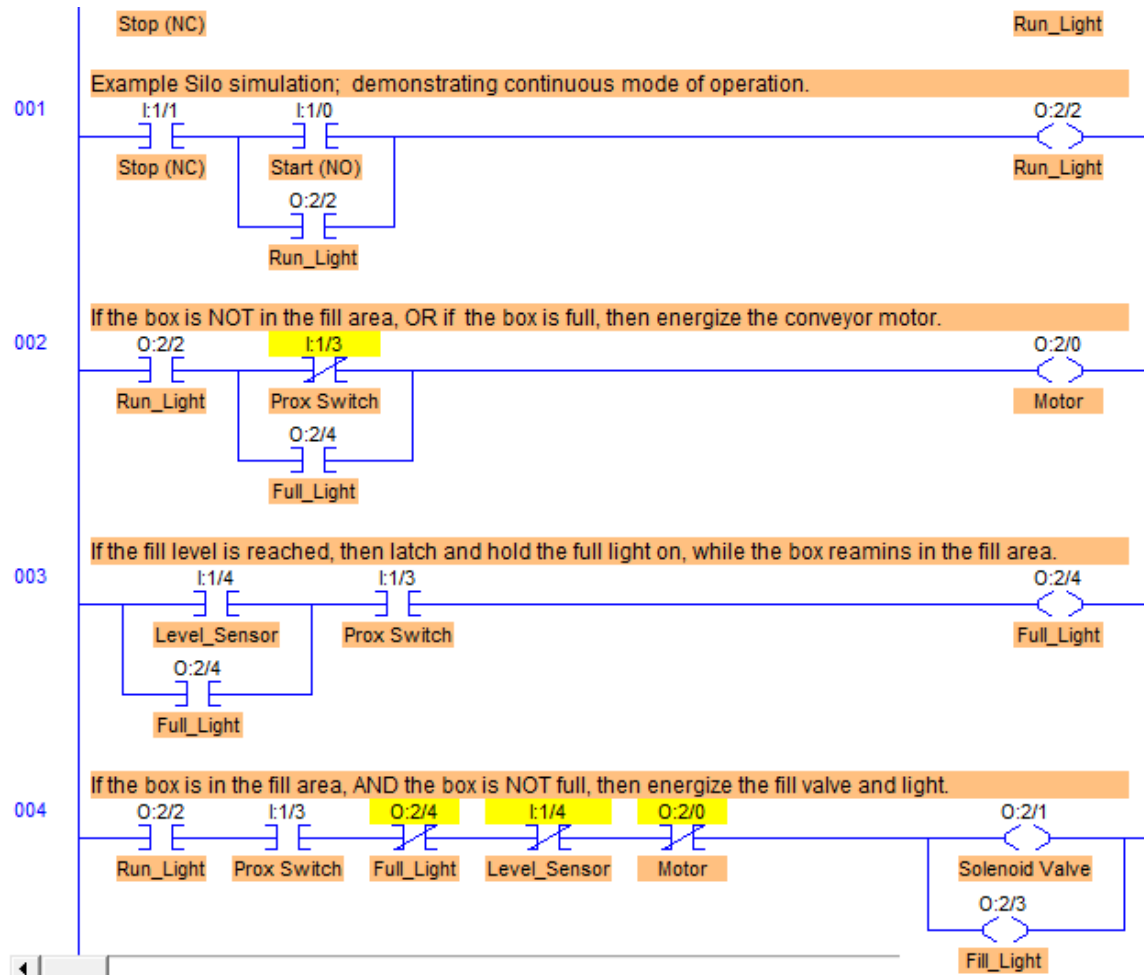 Stop (NC) Run_Light
Example Silo simulation; demonstrating continuous mode of operation.
001
I:1/1 I:1/0 O:2/2
Stop (NC) Start (NO) Run_Light
O:2/2
Run_Light
If the box is NOT in the fill area, OR if the box is full, then energize the conveyor motor.
002
O:2/2 I:1/3 O:2/0
Run_Light Prox Switch Motor
O:2/4
Full_Light
If the fill level is reached, then latch and hold the full light on, while the box reamins in the fill area.
003
I:1/4 I:1/3 O:2/4
Level_Sensor Prox Switch Full_Light
O:2/4
Full_Light
If the box is in the fill area, AND the box is NOT full, then energize the fill valve and light.
004
O:2/2 I:1/3 O:2/4 I:1/4 O:2/0 O:2/1
Run_Light Prox Switch Full_Light Level_Sensor Motor Solenoid Valve
O:2/3
Fill_Light